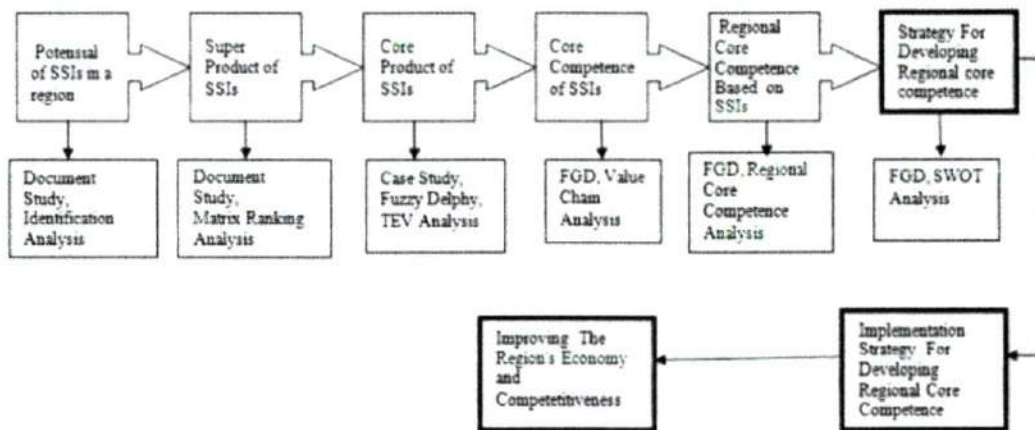 Potensial
of SSIs in a
region
Super
Product of
SSIs
Core
Product of
SSIs
Core
Competence
of SSIs
Regional
Core
Competence
Based on
SSIs
Strategy For
Developing
Regional core
competence
Document
Study,
Identification
Analysis
Document
Study,
Matrix Ranking
Analysis
Case Study,
Fuzzy Delphy,
TEV Analysis
FGD, Value
Chain
Analysis
FGD, Regional
Core
Competence
Analysis
FGD, SWOT
Analysis
Improving The
Region's Economy
and
Competetitiveness
Implementation
Strategy For
Developing
Regional Core
Competence